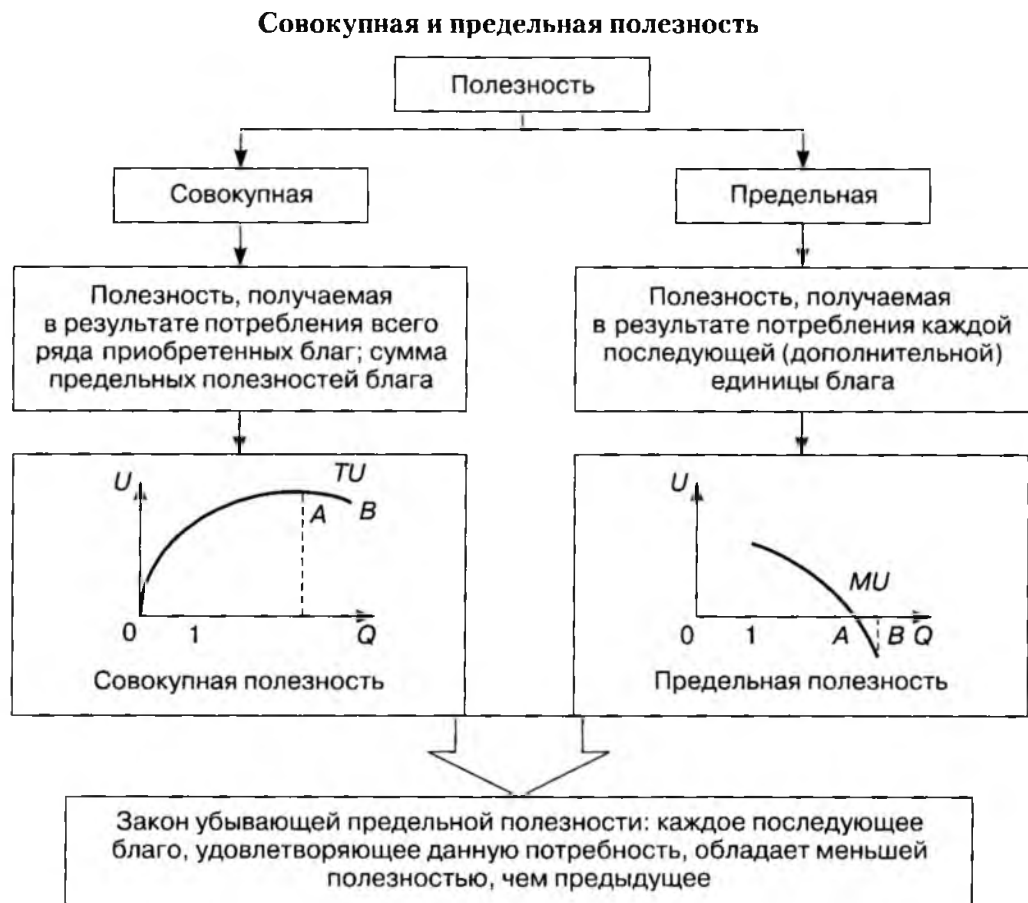 Совокупная и предельная полезность
Полезность
Совокупная
Предельная
Полезность, получаемая
в результате потребления всего
ряда приобретенных благ; сумма
предельных полезностей блага
Полезность, получаемая
в результате потребления каждой
последующей (дополнительной)
единицы блага
U
TU
A
B
0
1
Q
Совокупная полезность
U
MU
0
1
A
B
Q
Предельная полезность
Закон убывающей предельной полезности: каждое последующее
благо, удовлетворяющее данную потребность, обладает меньшей
полезностью, чем предыдущее